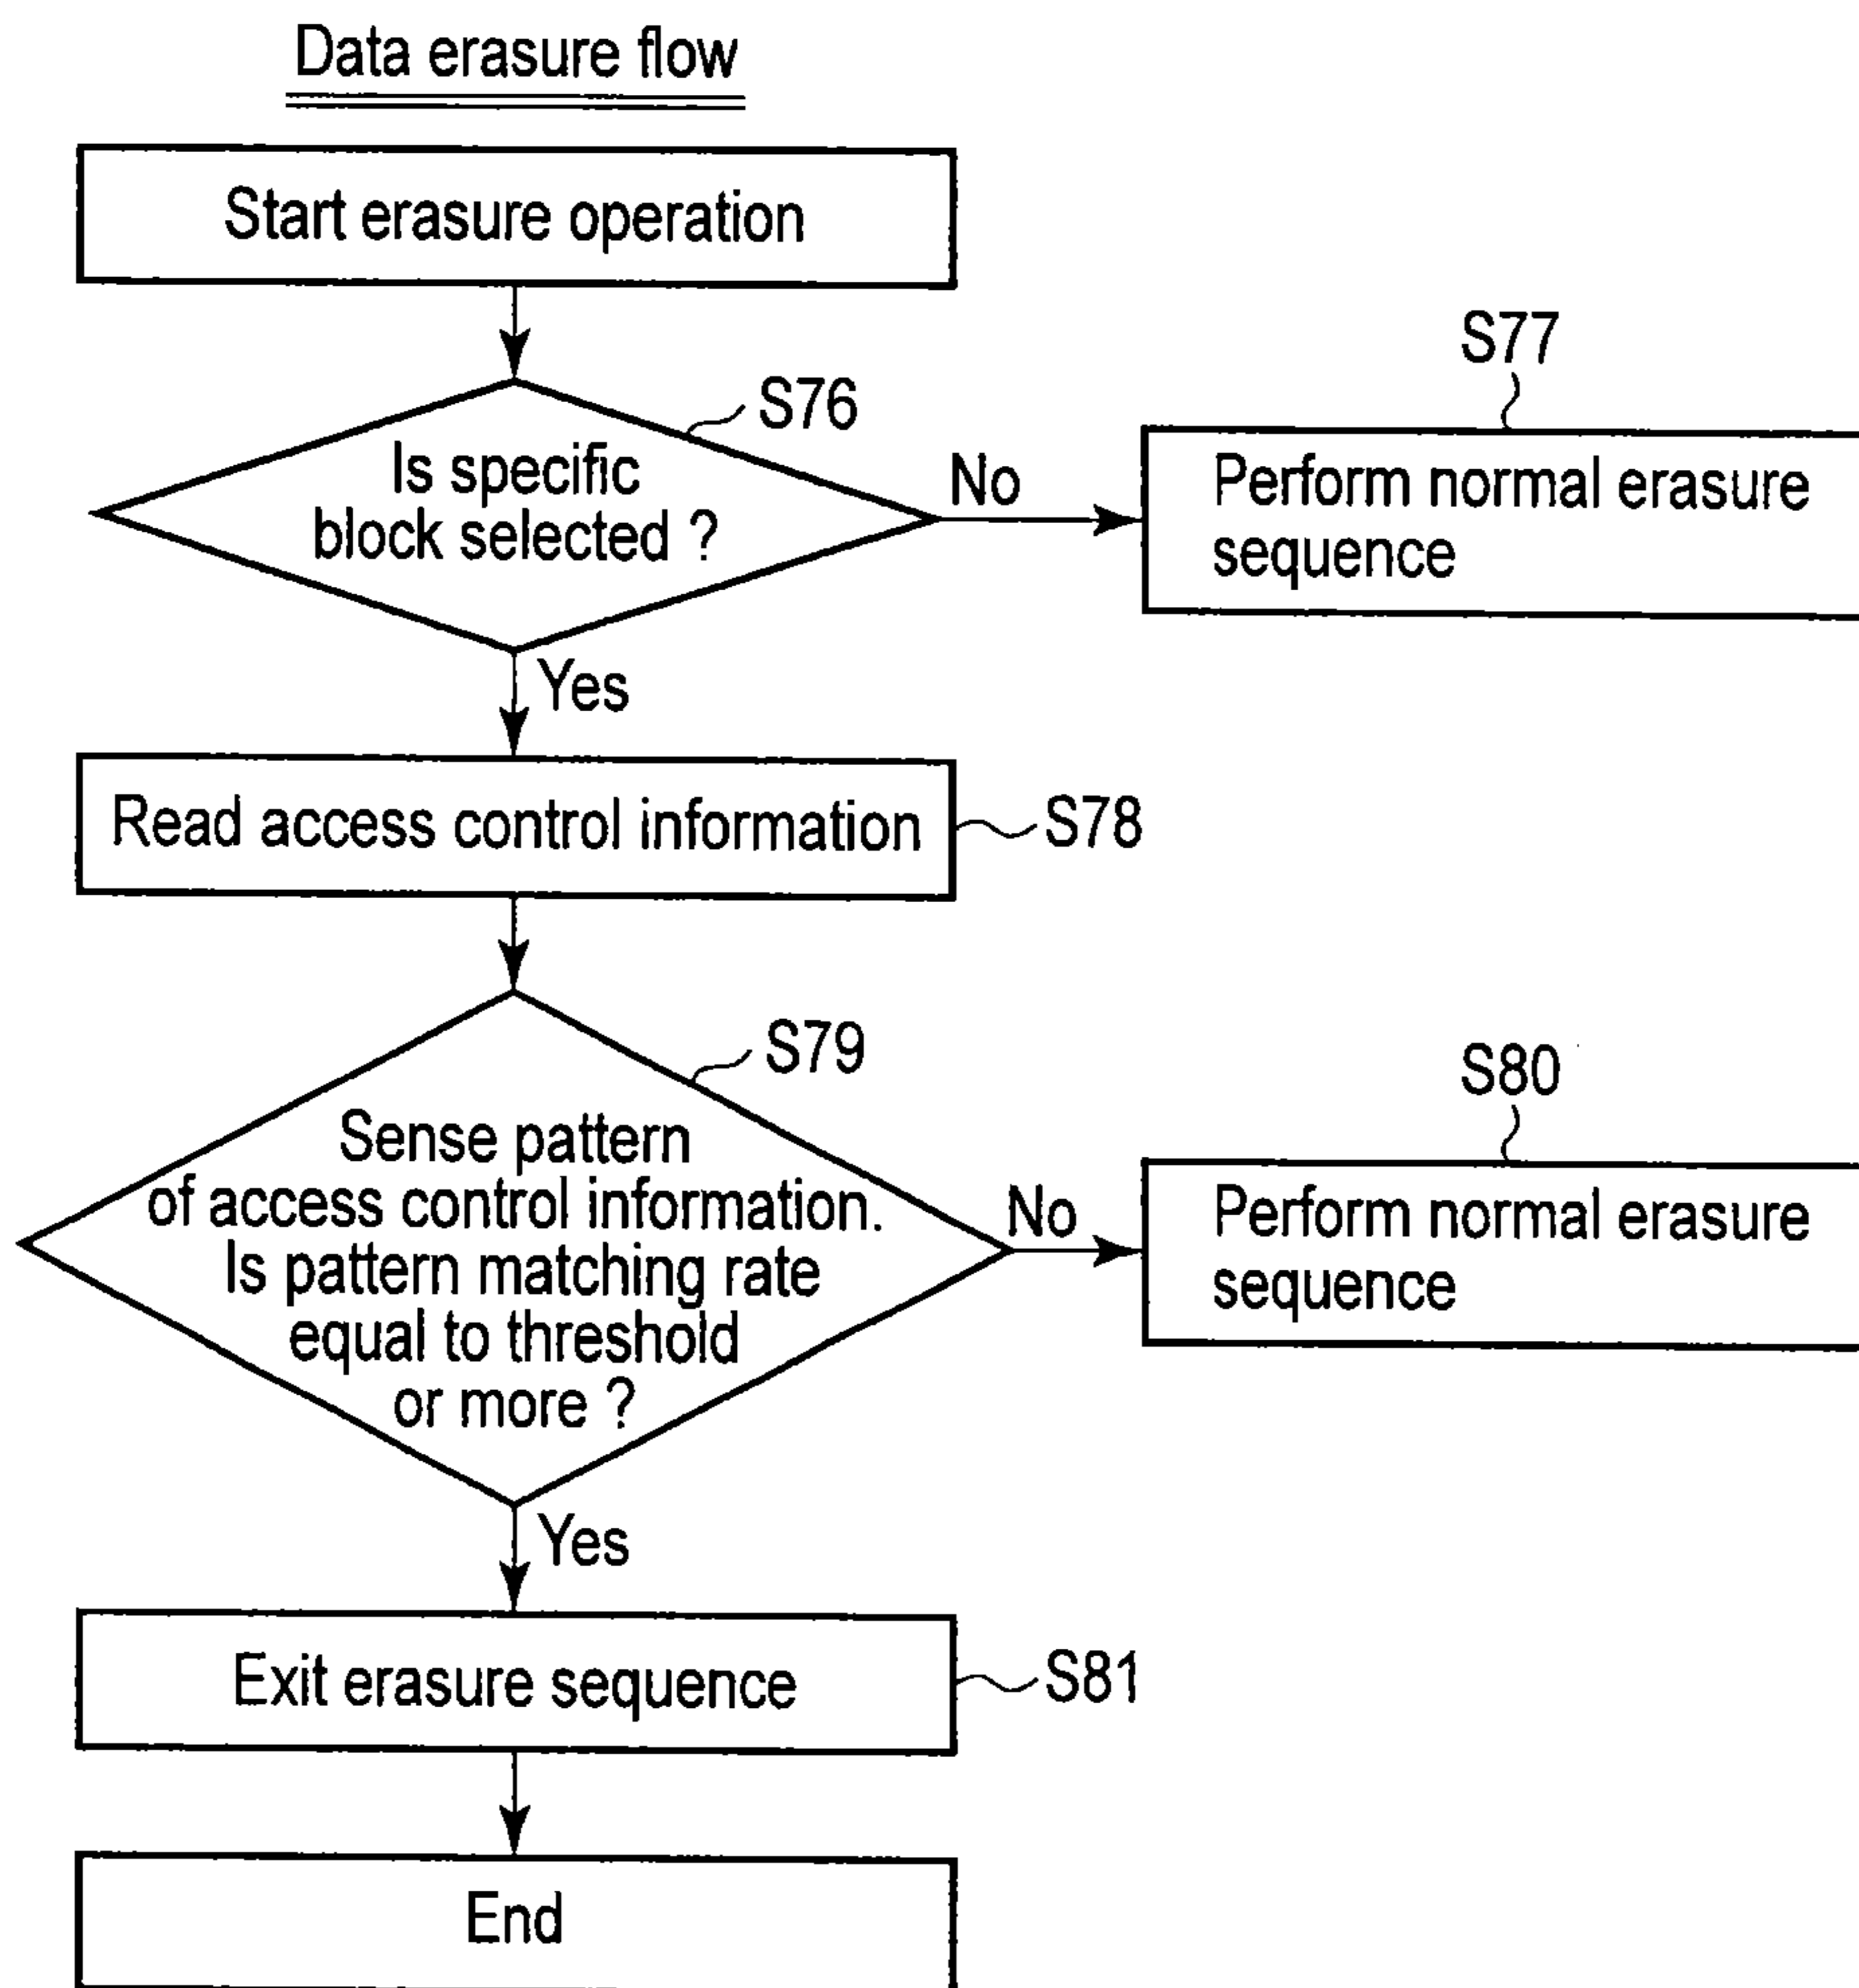 Data erasure flow
Start erasure operation
S77
S76
Is specific
block selected ?
No
Perform normal erasure
sequence
Yes
Read access control information
S78
S79
S80
Sense pattern
of access control information.
Is pattern matching rate
equal to threshold
or more ?
No
Perform normal erasure
sequence
Yes
Exit erasure sequence
S81
End